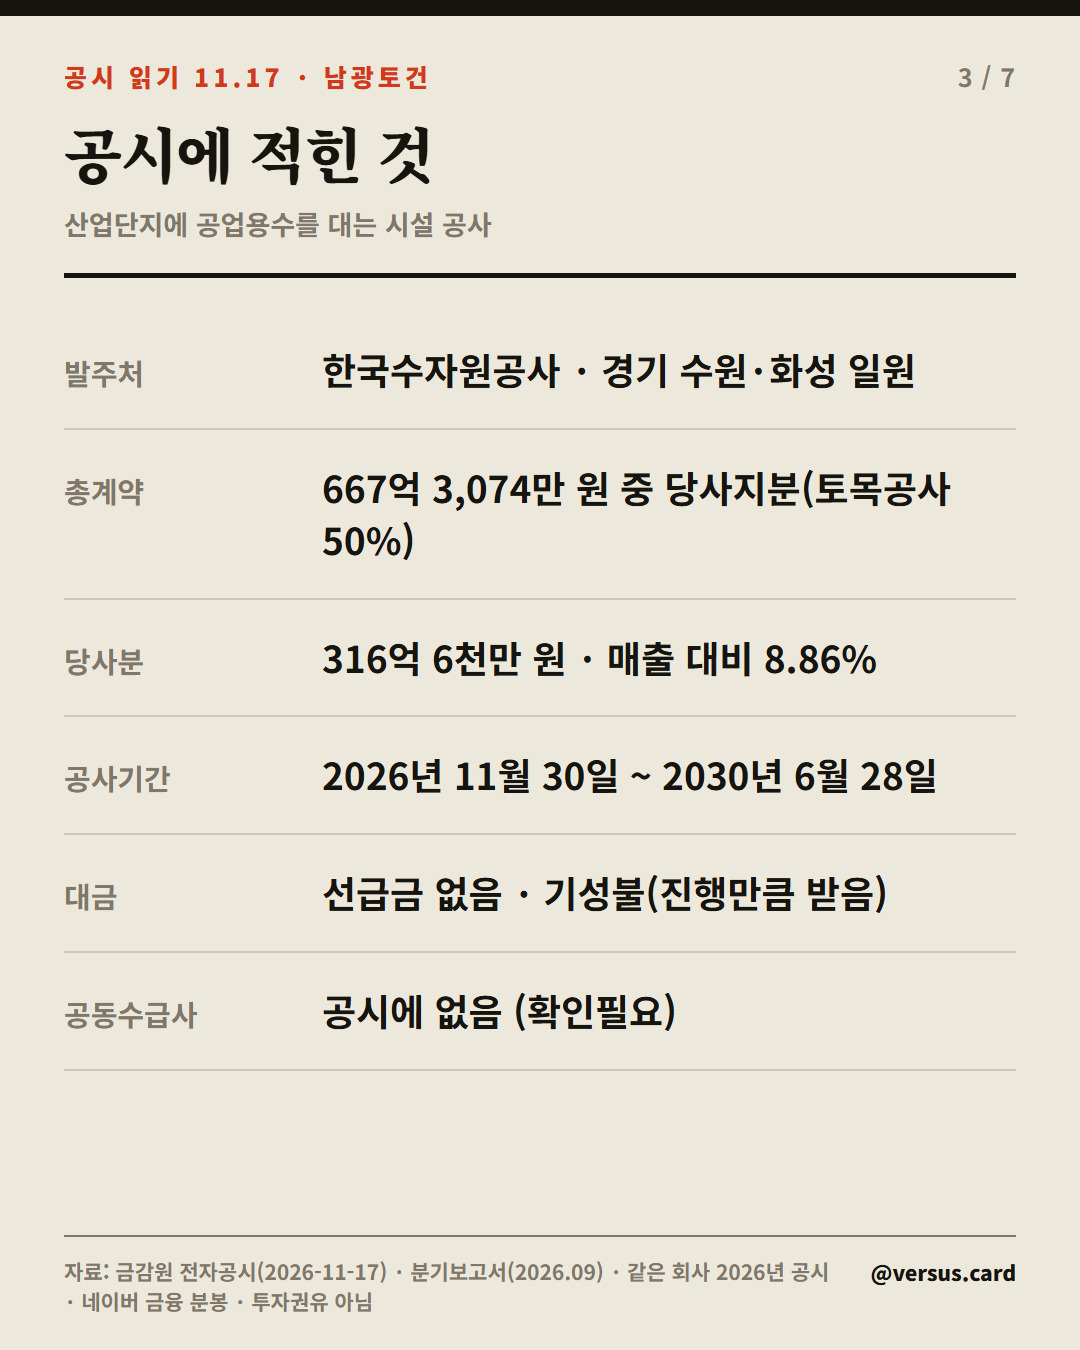 공시 읽기 11.17 · 남광토건
3 / 7
공시에 적힌 것
산업단지에 공업용수를 대는 시설 공사
발주처
한국수자원공사 · 경기 수원·화성 일원
총계약
667억 3,074만 원 중 당사지분(토목공사
50%)
당사분
316억 6천만 원 · 매출 대비 8.86%
공사기간
2026년 11월 30일 ~ 2030년 6월 28일
대금
선급금 없음 · 기성불(진행만큼 받음)
공동수급사
공시에 없음 (확인필요)
자료: 금감원 전자공시(2026-11-17) · 분기보고서(2026.09) · 같은 회사 2026년 공시
· 네이버 금융 분봉 · 투자권유 아님
@versus.card